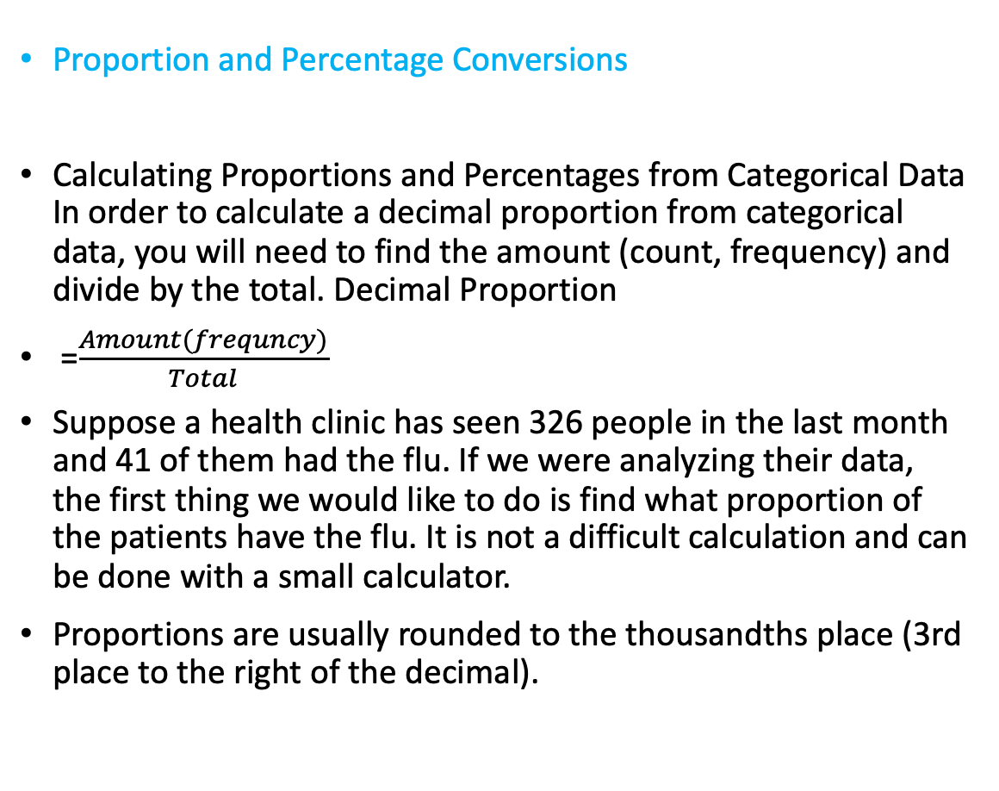 • Proportion and Percentage Conversions
• Calculating Proportions and Percentages from Categorical Data
In order to calculate a decimal proportion from categorical
data, you will need to find the amount (count, frequency) and
divide by the total. Decimal Proportion
• =Amount(frequncy)
Total
• Suppose a health clinic has seen 326 people in the last month
and 41 of them had the flu. If we were analyzing their data,
the first thing we would like to do is find what proportion of
the patients have the flu. It is not a difficult calculation and can
be done with a small calculator.
• Proportions are usually rounded to the thousandths place (3rd
place to the right of the decimal).